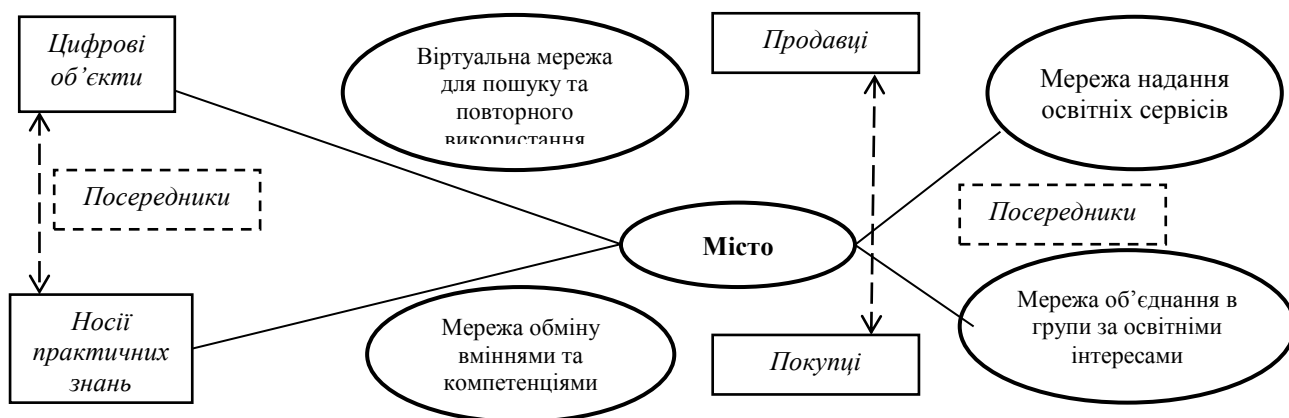 Цифрові
об’єкти
Віртуальна мережа
для пошуку та
повторного
використання
Продавці
Мережа надання
освітніх сервісів
Посередники
Посередники
Місто
Носії
практичних
знань
Мережа обміну
вміннями та
компетенціями
Покупці
Мережа об’єднання в
групи за освітніми
інтересами